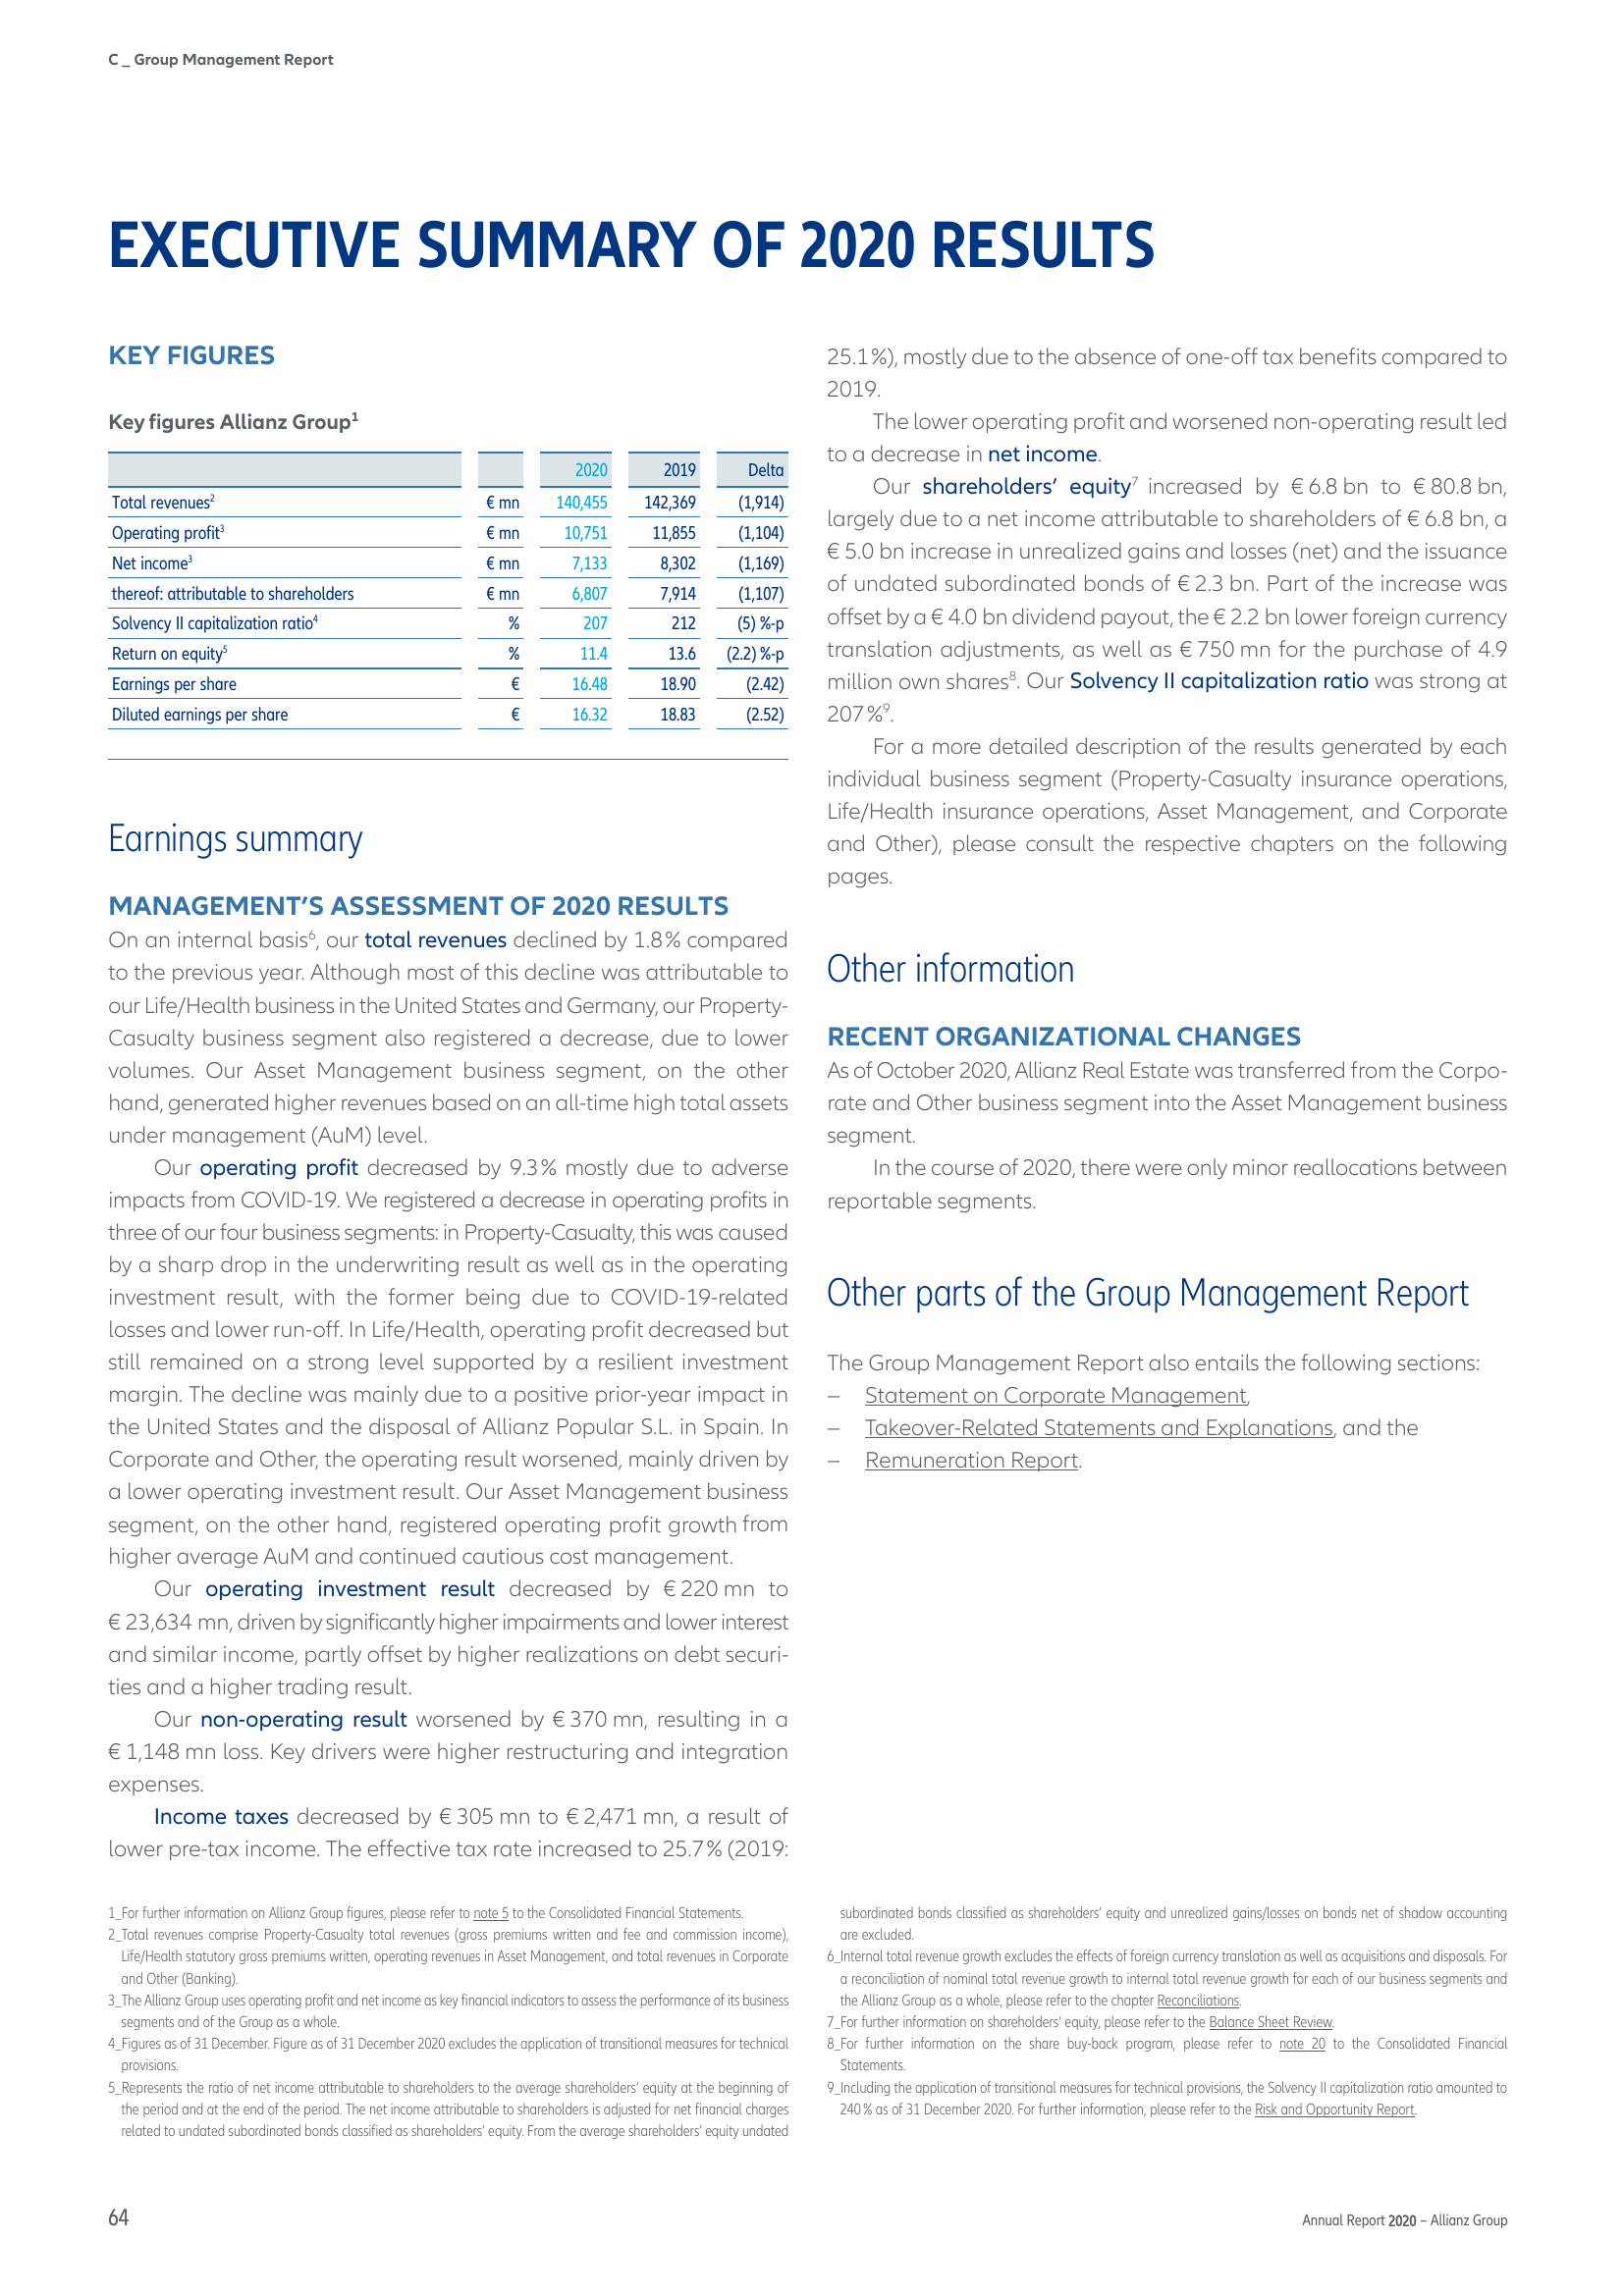 C _ Group Management Report
EXECUTIVE SUMMARY OF 2020 RESULTS
KEY FIGURES
Key figures Allianz Group1
2020 2019 Delta
Total revenues2 € mn 140,455 142,369 (1,914)
Operating profit3 € mn 10,751 11,855 (1,104)
Net income3 € mn 7,133 8,302 (1,169)
thereof: attributable to shareholders € mn 6,807 7,914 (1,107)
Solvency II capitalization ratio4 % 207 212 (5) %-p
Return on equity5 % 11.4 13.6 (2.2) %-p
Earnings per share € 16.48 18.90 (2.42)
Diluted earnings per share € 16.32 18.83 (2.52)
Earnings summary
MANAGEMENT’S ASSESSMENT OF 2020 RESULTS
On an internal basis6, our total revenues declined by 1.8 % compared
to the previous year. Although most of this decline was attributable to
our Life/Health business in the United States and Germany, our Property-
Casualty business segment also registered a decrease, due to lower
volumes. Our Asset Management business segment, on the other
hand, generated higher revenues based on an all-time high total assets
under management (AuM) level.
Our operating profit decreased by 9.3 % mostly due to adverse
impacts from COVID-19. We registered a decrease in operating profits in
three of our four business segments: in Property-Casualty, this was caused
by a sharp drop in the underwriting result as well as in the operating
investment result, with the former being due to COVID-19-related
losses and lower run-off. In Life/Health, operating profit decreased but
still remained on a strong level supported by a resilient investment
margin. The decline was mainly due to a positive prior-year impact in
the United States and the disposal of Allianz Popular S.L. in Spain. In
Corporate and Other, the operating result worsened, mainly driven by
a lower operating investment result. Our Asset Management business
segment, on the other hand, registered operating profit growth from
higher average AuM and continued cautious cost management.
Our operating investment result decreased by € 220 mn to
€ 23,634 mn, driven by significantly higher impairments and lower interest
and similar income, partly offset by higher realizations on debt securi-
ties and a higher trading result.
Our non-operating result worsened by € 370 mn, resulting in a
€ 1,148 mn loss. Key drivers were higher restructuring and integration
expenses.
Income taxes decreased by € 305 mn to € 2,471 mn, a result of
lower pre-tax income. The effective tax rate increased to 25.7 % (2019:
25.1 %), mostly due to the absence of one-off tax benefits compared to
2019.
The lower operating profit and worsened non-operating result led
to a decrease in net income.
Our shareholders’ equity7 increased by € 6.8 bn to € 80.8 bn,
largely due to a net income attributable to shareholders of € 6.8 bn, a
€ 5.0 bn increase in unrealized gains and losses (net) and the issuance
of undated subordinated bonds of € 2.3 bn. Part of the increase was
offset by a € 4.0 bn dividend payout, the € 2.2 bn lower foreign currency
translation adjustments, as well as € 750 mn for the purchase of 4.9
million own shares8. Our Solvency II capitalization ratio was strong at
207 %9.
For a more detailed description of the results generated by each
individual business segment (Property-Casualty insurance operations,
Life/Health insurance operations, Asset Management, and Corporate
and Other), please consult the respective chapters on the following
pages.
Other information
RECENT ORGANIZATIONAL CHANGES
As of October 2020, Allianz Real Estate was transferred from the Corpo-
rate and Other business segment into the Asset Management business
segment.
In the course of 2020, there were only minor reallocations between
reportable segments.
Other parts of the Group Management Report
The Group Management Report also entails the following sections:
– Statement on Corporate Management,
– Takeover-Related Statements and Explanations, and the
– Remuneration Report.
1_For further information on Allianz Group figures, please refer to note 5 to the Consolidated Financial Statements.
2_Total revenues comprise Property-Casualty total revenues (gross premiums written and fee and commission income),
Life/Health statutory gross premiums written, operating revenues in Asset Management, and total revenues in Corporate
and Other (Banking).
3_The Allianz Group uses operating profit and net income as key financial indicators to assess the performance of its business
segments and of the Group as a whole.
4_Figures as of 31 December. Figure as of 31 December 2020 excludes the application of transitional measures for technical
provisions.
5_Represents the ratio of net income attributable to shareholders to the average shareholders’ equity at the beginning of
the period and at the end of the period. The net income attributable to shareholders is adjusted for net financial charges
related to undated subordinated bonds classified as shareholders’ equity. From the average shareholders’ equity undated
subordinated bonds classified as shareholders’ equity and unrealized gains/losses on bonds net of shadow accounting
are excluded.
6_Internal total revenue growth excludes the effects of foreign currency translation as well as acquisitions and disposals. For
a reconciliation of nominal total revenue growth to internal total revenue growth for each of our business segments and
the Allianz Group as a whole, please refer to the chapter Reconciliations.
7_For further information on shareholders’ equity, please refer to the Balance Sheet Review.
8_For further information on the share buy-back program, please refer to note 20 to the Consolidated Financial
Statements.
9_Including the application of transitional measures for technical provisions, the Solvency II capitalization ratio amounted to
240 % as of 31 December 2020. For further information, please refer to the Risk and Opportunity Report.
64
Annual Report 2020 – Allianz Group